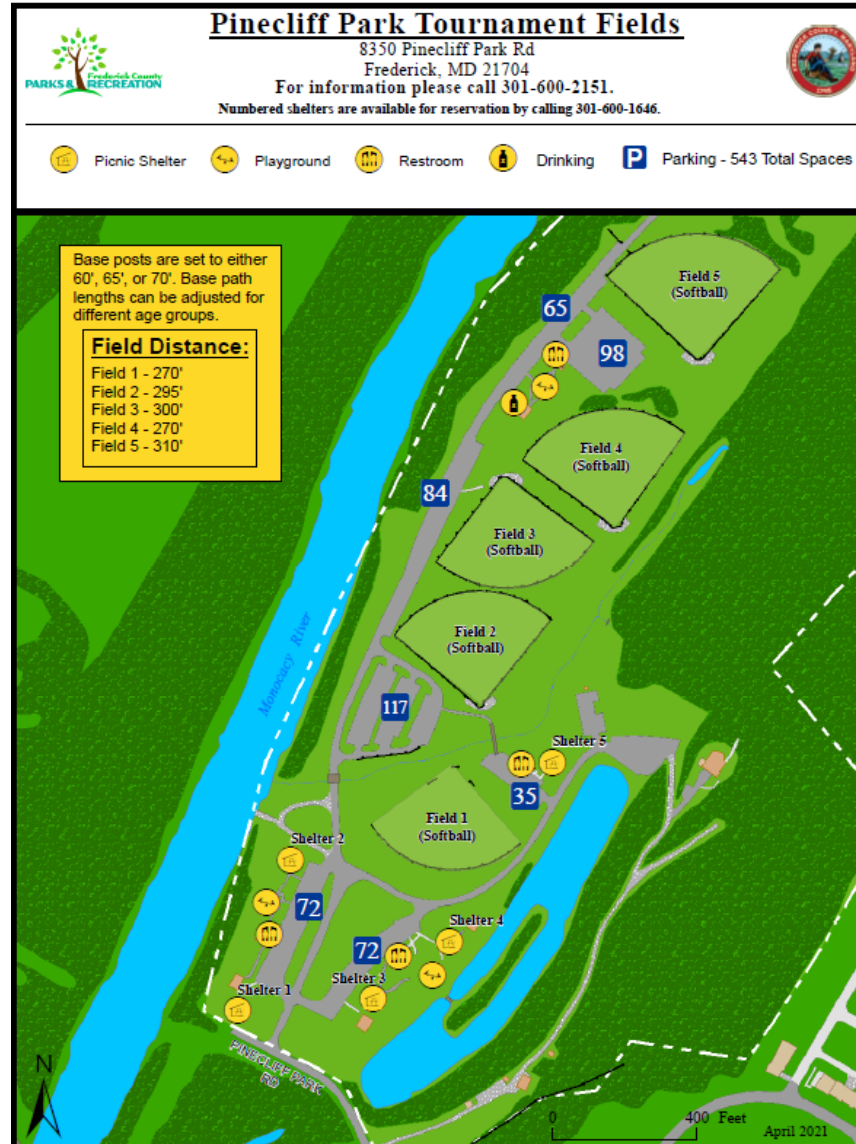 Pinecliff Park Tournament Fields
8350 Pinecliff Park Rd
Frederick, MD 21704
For information please call 301-600-2151.
Numbered shelters are available for reservation by calling 301-600-1646.
Frederick County
PARKS & RECREATION
FREDERICK COUNTY MARYLAND
Picnic Shelter
Playground
Restroom
Drinking
P
Parking - 543 Total Spaces
Base posts are set to either
60', 65', or 70'. Base path
lengths can be adjusted for
different age groups.
Field Distance:
Field 1 - 270'
Field 2 - 295'
Field 3 - 300'
Field 4 - 270'
Field 5 - 310'
Field 5
(Softball)
65
98
Field 4
(Softball)
84
Field 3
(Softball)
Field 2
(Softball)
Monocacy River
117
Shelter 5
35
Field 1
(Softball)
Shelter 2
72
Shelter 4
72
Shelter 3
Shelter 1
PINECLIFF PARK
RD
N
0
400 Feet
April 2021